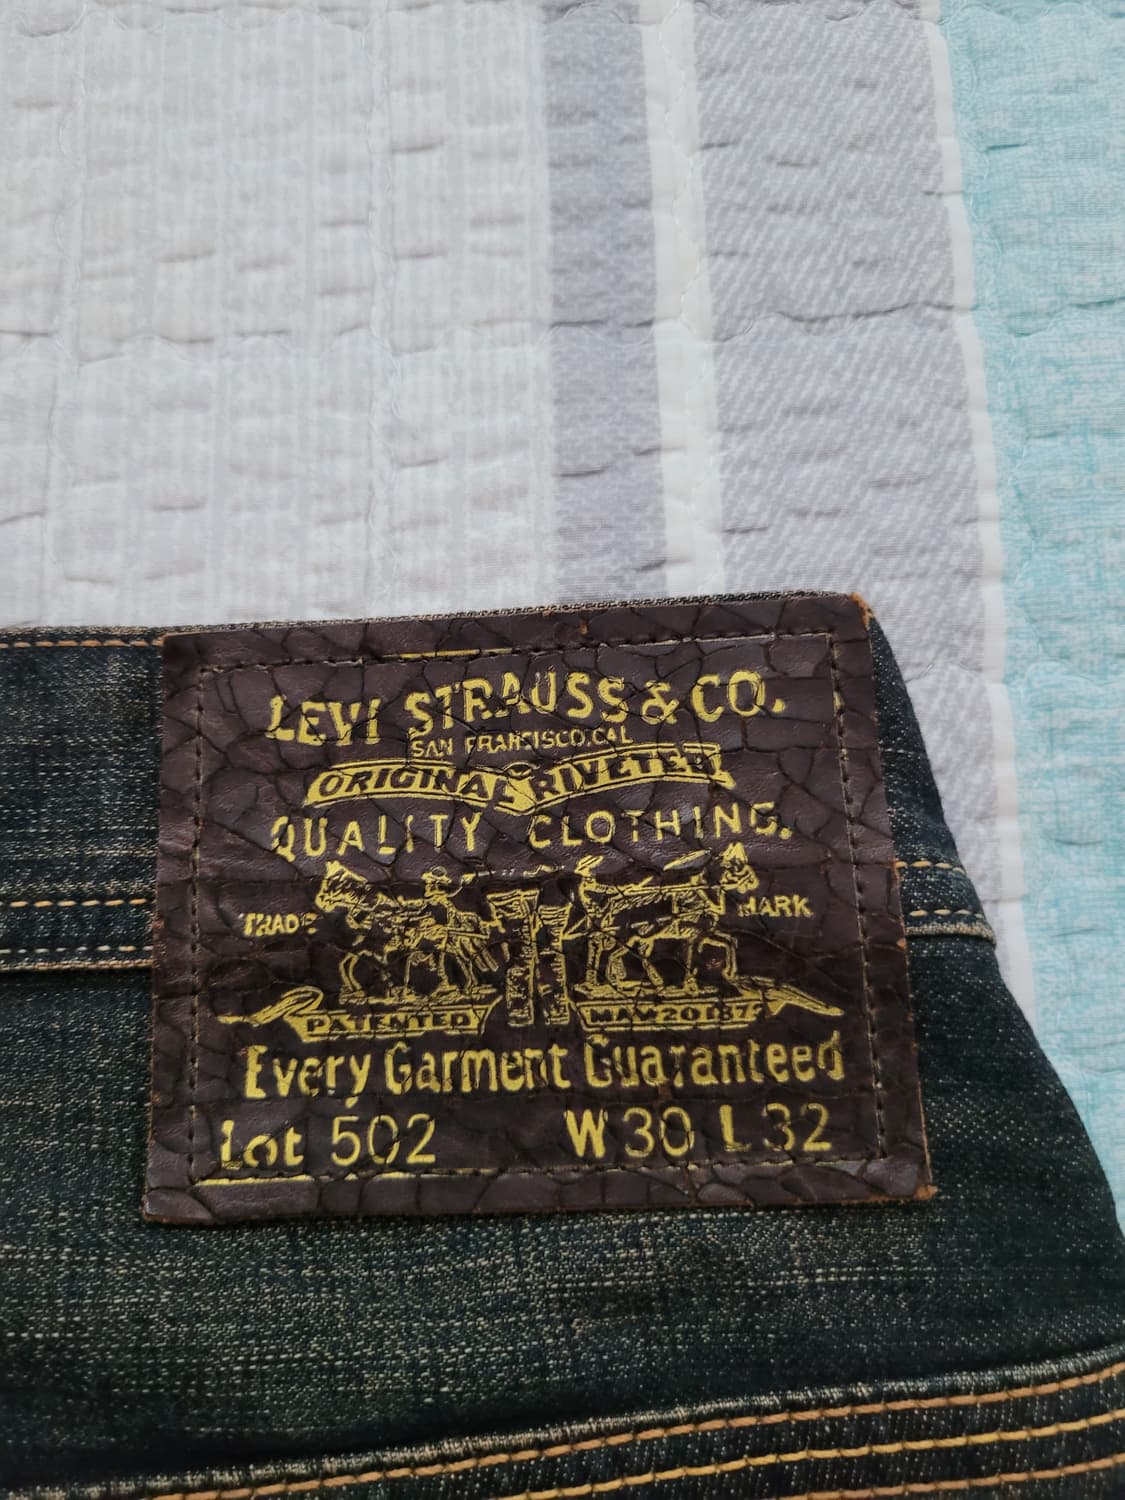 LEVI STRAUSS & CO.
SAN FRANCISCO, CAL
ORIGINAL RIVETED
QUALITY CLOTHING.
TRADE MARK
PATENTED MAY 20 187
Every Garment Guaranteed
Lot 502 W 30 L 32